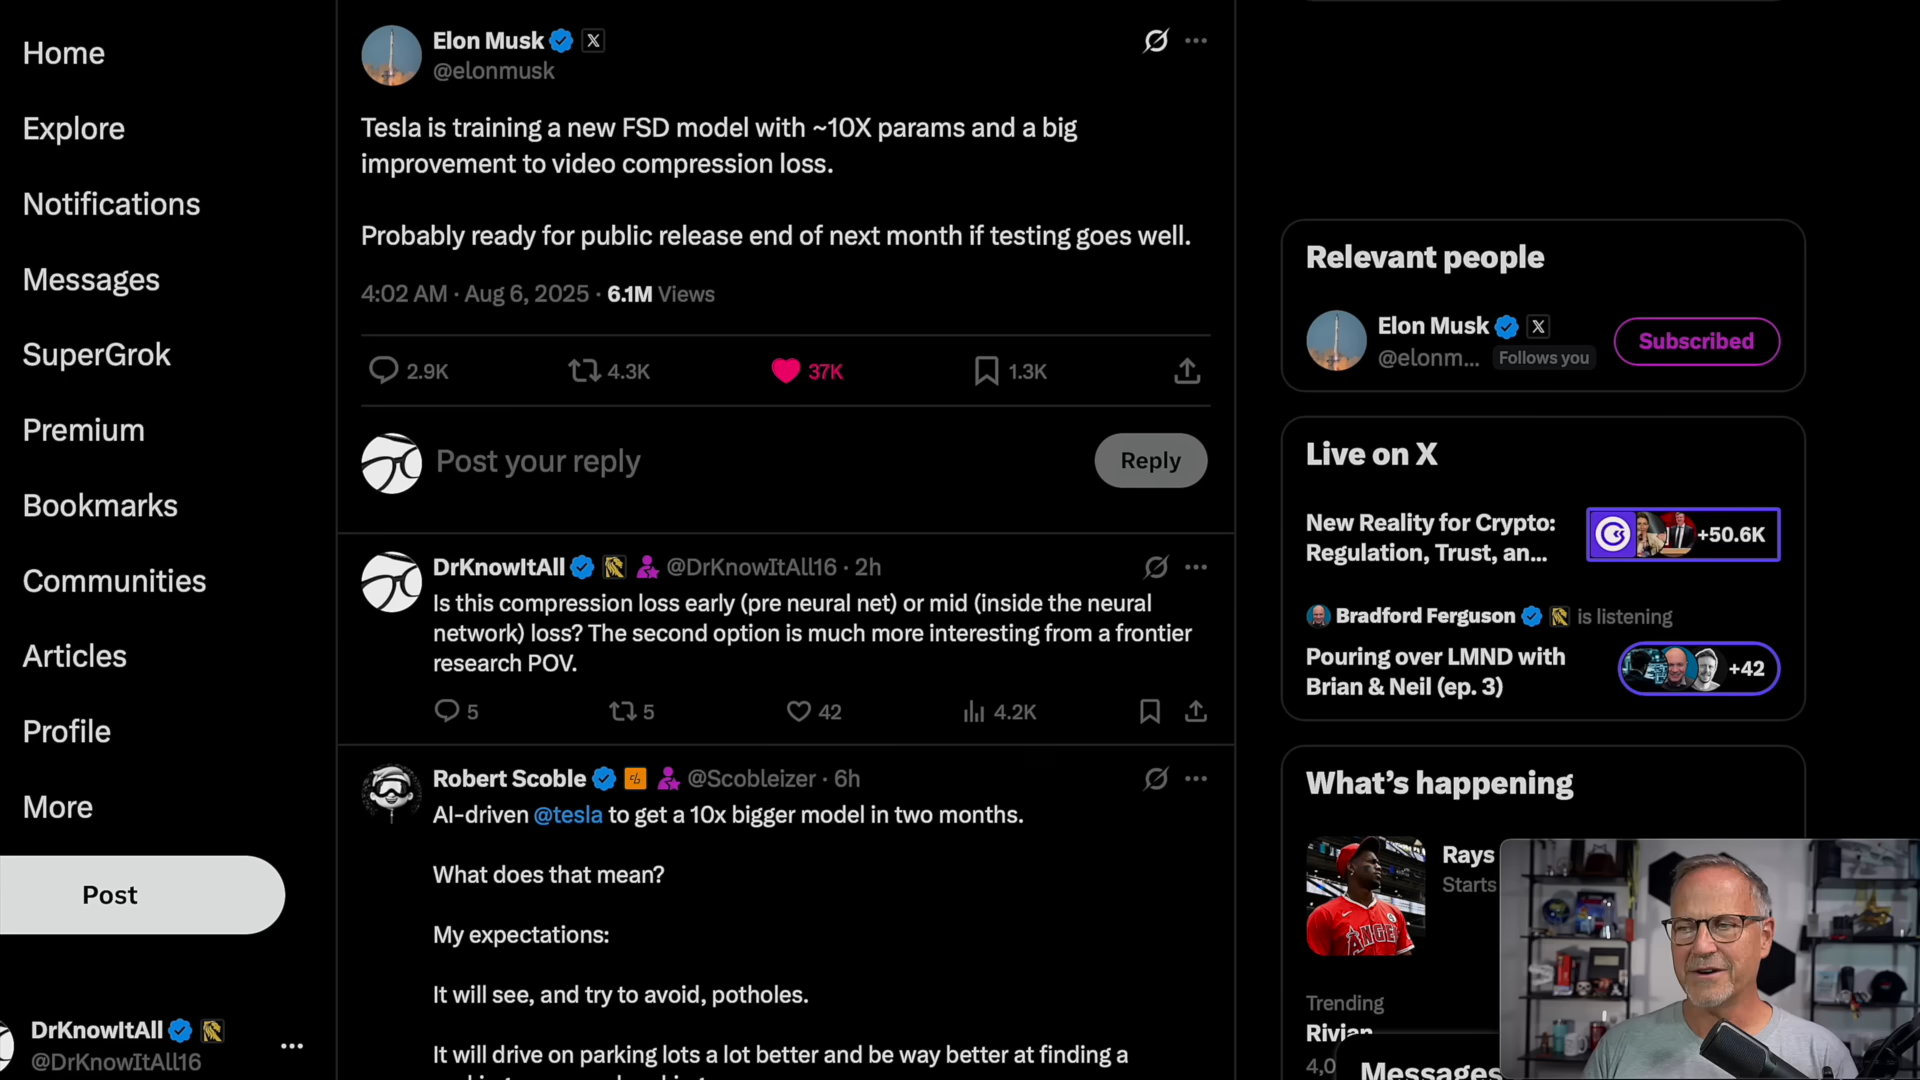 Home
Explore
Notifications
Messages
SuperGrok
Premium
Bookmarks
Communities
Articles
Profile
More
Post
DrKnowItAll
@DrKnowItAll16
Elon Musk
@elonmusk
Tesla is training a new FSD model with ~10X params and a big
improvement to video compression loss.
Probably ready for public release end of next month if testing goes well.
4:02 AM · Aug 6, 2025 · 6.1M Views
2.9K 4.3K 37K 1.3K
Post your reply
Reply
DrKnowItAll @DrKnowItAll16 · 2h
Is this compression loss early (pre neural net) or mid (inside the neural
network) loss? The second option is much more interesting from a frontier
research POV.
5 5 42 4.2K
Robert Scoble @Scobleizer · 6h
AI-driven @tesla to get a 10x bigger model in two months.
What does that mean?
My expectations:
It will see, and try to avoid, potholes.
It will drive on parking lots a lot better and be way better at finding a
Relevant people
Elon Musk
@elonm... Follows you
Subscribed
Live on X
New Reality for Crypto:
Regulation, Trust, an...
+50.6K
Bradford Ferguson is listening
Pouring over LMND with
Brian & Neil (ep. 3)
+42
What's happening
Rays
Starts
ANGE
Trending
Rivian
4,0
Messages